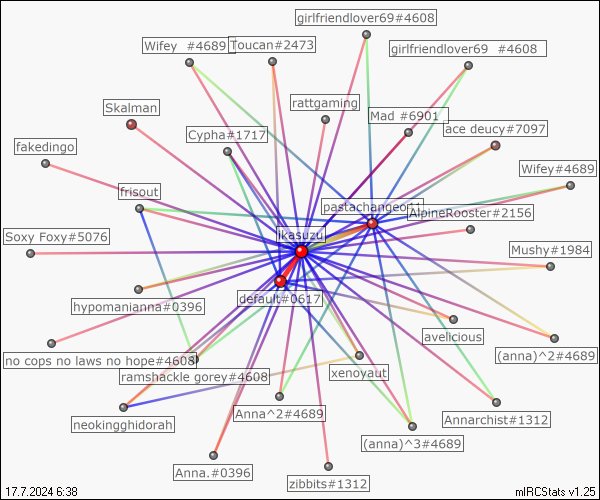 girlfriendlover69#4608
Wifey  #4689
Toucan#2473
girlfriendlover69  #4608
Skalman
rattgaming
Mad #6901
Cypha#1717
ace deucy#7097
fakedingo
Wifey#4689
frisout
AlpineRooster#2156
ikasuzu
Soxy Foxy#5076
Mushy#1984
default#0617
hypomanianna#0396
avelicious
no cops no laws no hope#4608
(anna)^2#4689
ramshackle gorey#4608
xenoyaut
neokingghidorah
Anna^2#4689
Annarchist#1312
(anna)^3#4689
Anna.#0396
zibbits#1312
17.7.2024 6:38
mIRCStats v1.25